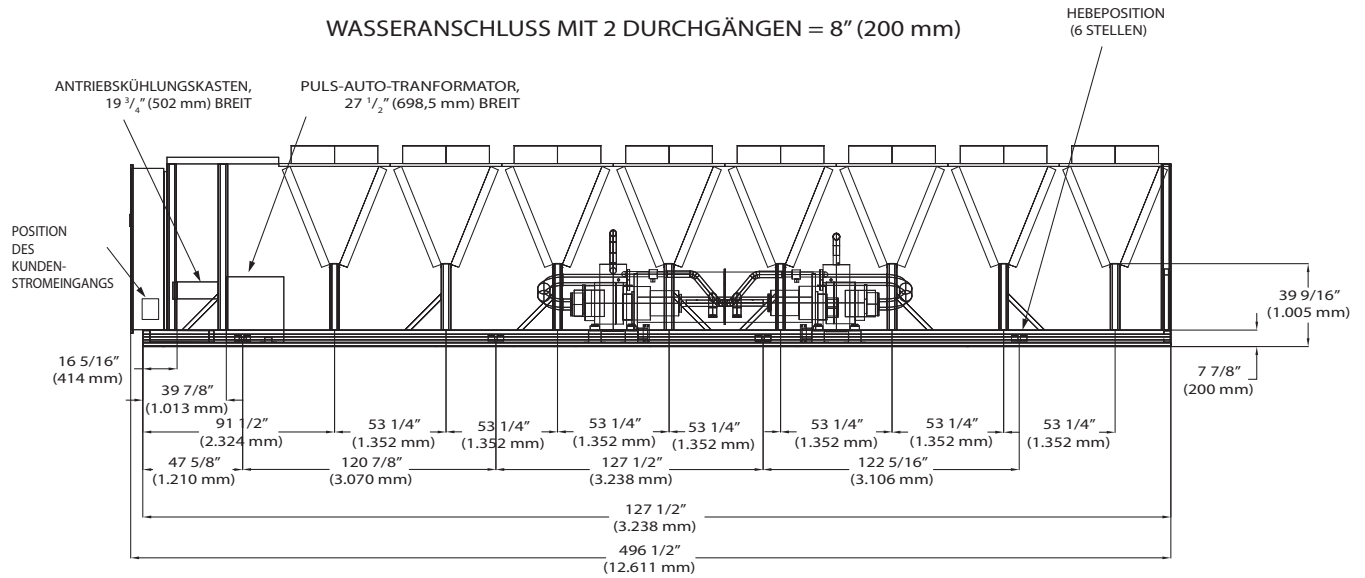 WASSERANSCHLUSS MIT 2 DURCHGÄNGEN = 8” (200 mm)
HEBEPOSITION
(6 STELLEN)
ANTRIEBSKÜHLUNGSKASTEN,
19 3/4” (502 mm) BREIT
PULS-AUTO-TRANFORMATOR,
27 1/2” (698,5 mm) BREIT
POSITION
DES
KUNDEN-
STROMEINGANGS
39 9/16”
(1.005 mm)
7 7/8”
(200 mm)
16 5/16”
(414 mm)
39 7/8”
(1.013 mm)
91 1/2”
(2.324 mm)
53 1/4”
(1.352 mm)
53 1/4”
(1.352 mm)
53 1/4”
(1.352 mm)
53 1/4”
(1.352 mm)
53 1/4”
(1.352 mm)
53 1/4”
(1.352 mm)
53 1/4”
(1.352 mm)
47 5/8”
(1.210 mm)
120 7/8”
(3.070 mm)
127 1/2”
(3.238 mm)
122 5/16”
(3.106 mm)
127 1/2”
(3.238 mm)
496 1/2”
(12.611 mm)